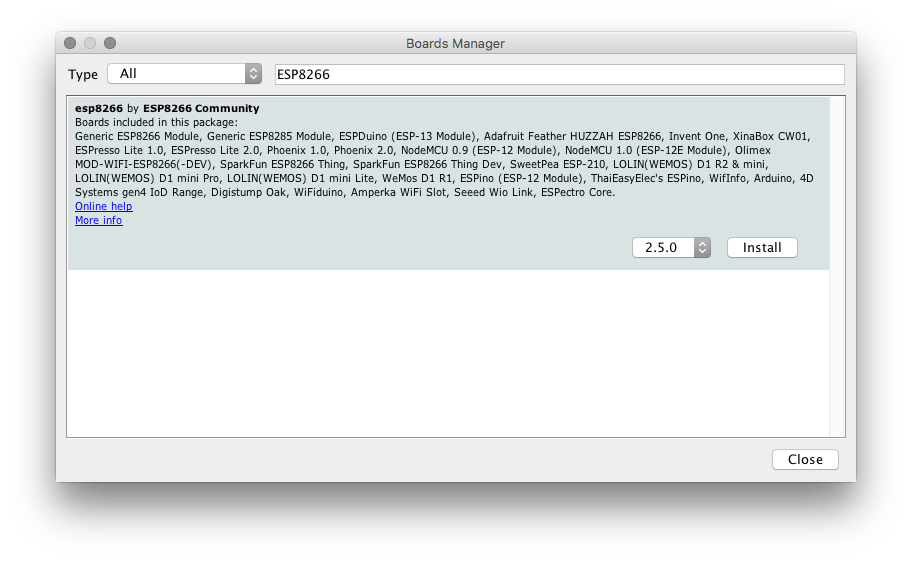 Boards Manager
Type All ESP8266
esp8266 by ESP8266 Community
Boards included in this package:
Generic ESP8266 Module, Generic ESP8285 Module, ESPDuino (ESP-13 Module), Adafruit Feather HUZZAH ESP8266, Invent One, XinaBox CW01,
ESPresso Lite 1.0, ESPresso Lite 2.0, Phoenix 1.0, Phoenix 2.0, NodeMCU 0.9 (ESP-12 Module), NodeMCU 1.0 (ESP-12E Module), Olimex
MOD-WIFI-ESP8266(-DEV), SparkFun ESP8266 Thing, SparkFun ESP8266 Thing Dev, SweetPea ESP-210, LOLIN(WEMOS) D1 R2 & mini,
LOLIN(WEMOS) D1 mini Pro, LOLIN(WEMOS) D1 mini Lite, WeMos D1 R1, ESPino (ESP-12 Module), ThaiEasyElec's ESPino, WifInfo, Arduino, 4D
Systems gen4 IoD Range, Digistump Oak, WiFiduino, Amperka WiFi Slot, Seeed Wio Link, ESPectro Core.
Online help
More info
2.5.0 Install
Close